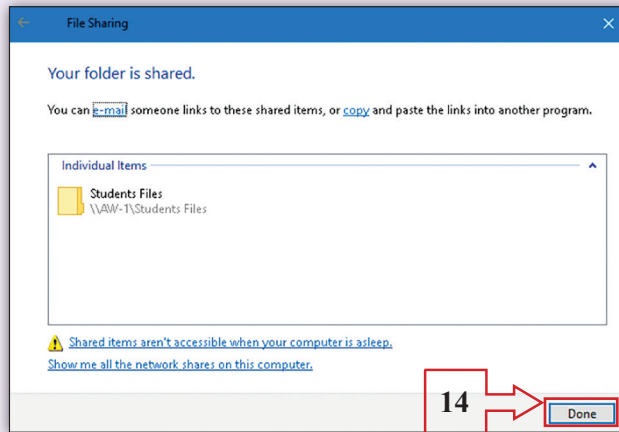 File Sharing
Your folder is shared.
You can e-mail someone links to these shared items, or copy and paste the links into another program.
Individual Items
Students Files
\\AW-1\Students Files
Shared items aren't accessible when your computer is asleep.
Show me all the network shares on this computer.
14
Done